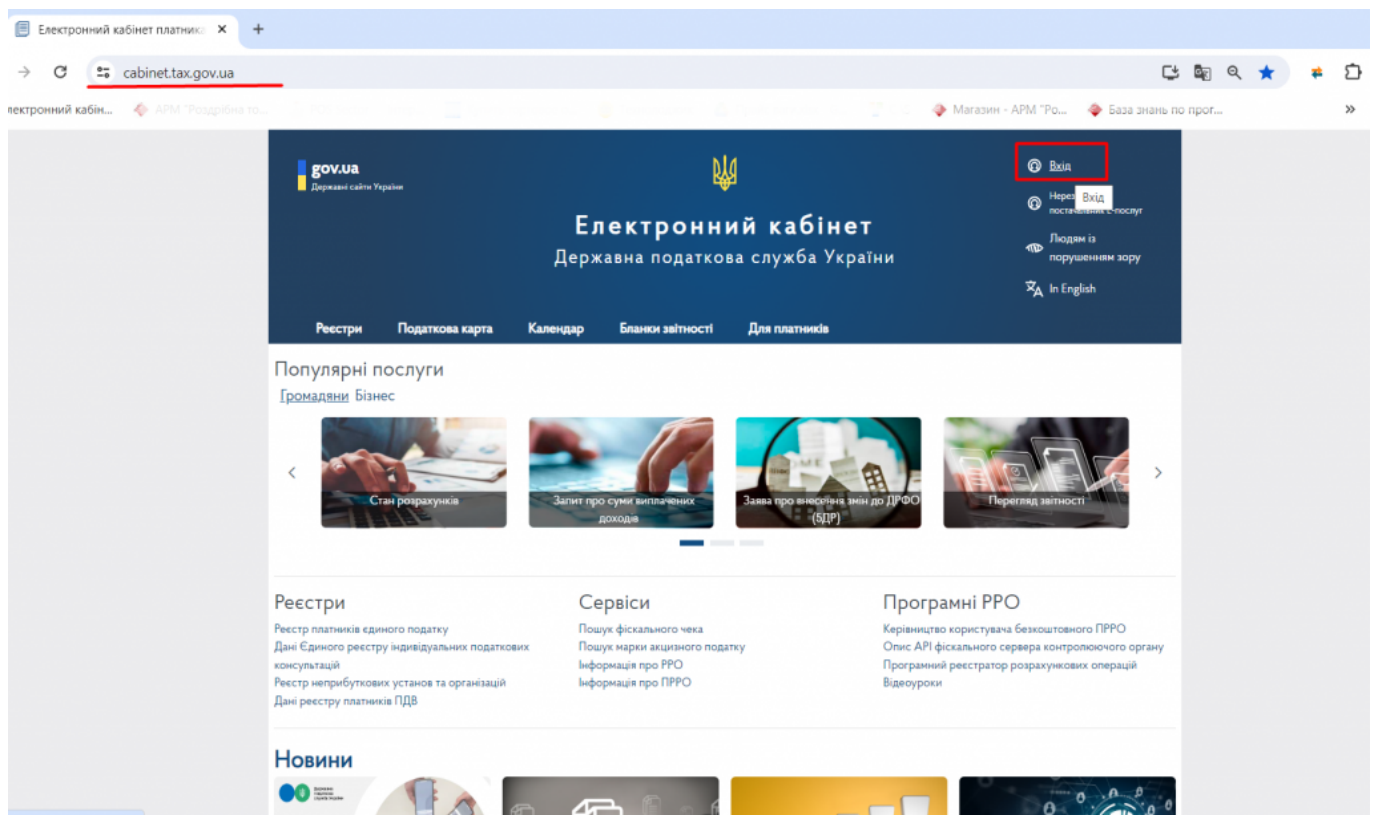 Електронний кабінет платник
cabinet.tax.gov.ua
лектронний кабін...
АРМ "Роздрібна то...
Магазин - АРМ "Ро...
База знань по прог...
gov.ua
Державні сайти України
Вхід
Нерез
Вхід
постачальник е-послуг
Людям із
порушенням зору
In English
Електронний кабінет
Державна податкова служба України
Реєстри
Податкова карта
Календар
Бланки звітності
Для платників
Популярні послуги
Громадяни Бізнес
Стан розрахунків
Запит про суми виплачених
доходів
Заява про внесення змін до ДРФО
(5ДР)
Перегляд звітності
Реєстри
Реєстр платників єдиного податку
Дані Єдиного реєстру індивідуальних податкових
консультацій
Реєстр неприбуткових установ та організацій
Дані реєстру платників ПДВ
Сервіси
Пошук фіскального чека
Пошук марки акцизного податку
Інформація про РРО
Інформація про ПРРО
Програмні РРО
Керівництво користувача безкоштовного ПРРО
Опис АРІ фіскального сервера контролюючого органу
Програмний реєстратор розрахункових операцій
Відеоуроки
Новини